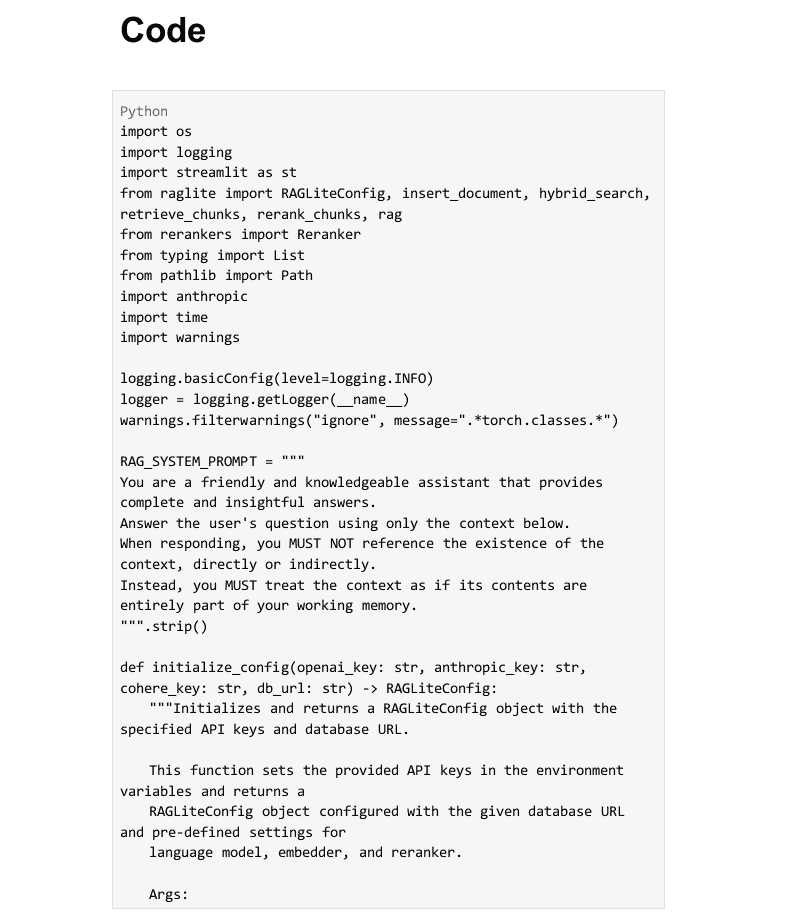 Code
Python
import os
import logging
import streamlit as st
from raglite import RAGLiteConfig, insert_document, hybrid_search,
retrieve_chunks, rerank_chunks, rag
from rerankers import Reranker
from typing import List
from pathlib import Path
import anthropic
import time
import warnings

logging.basicConfig(level=logging.INFO)
logger = logging.getLogger(__name__)
warnings.filterwarnings("ignore", message=".*torch.classes.*")

RAG_SYSTEM_PROMPT = """
You are a friendly and knowledgeable assistant that provides
complete and insightful answers.
Answer the user's question using only the context below.
When responding, you MUST NOT reference the existence of the
context, directly or indirectly.
Instead, you MUST treat the context as if its contents are
entirely part of your working memory.
""".strip()

def initialize_config(openai_key: str, anthropic_key: str,
cohere_key: str, db_url: str) -> RAGLiteConfig:
    """Initializes and returns a RAGLiteConfig object with the
specified API keys and database URL.

    This function sets the provided API keys in the environment
variables and returns a
    RAGLiteConfig object configured with the given database URL
and pre-defined settings for
    language model, embedder, and reranker.

    Args: